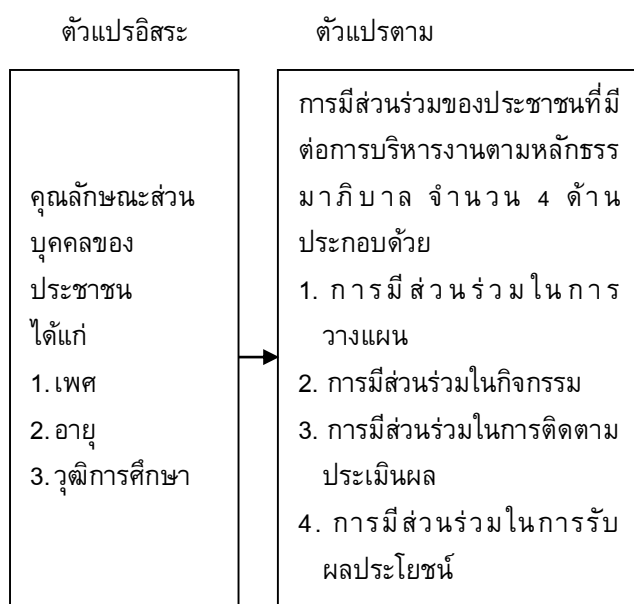 ตัวแปรอิสระ
ตัวแปรตาม
คุณลักษณะส่วน
บุคคลของ
ประชาชน
ได้แก่
1. เพศ
2. อายุ
3. วุฒิการศึกษา
การมีส่วนร่วมของประชาชนที่มี
ต่อการบริหารงานตามหลักธรร
มาภิบาล จำนวน 4 ด้าน
ประกอบด้วย
1. การมีส่วนร่วมในการ
วางแผน
2. การมีส่วนร่วมในกิจกรรม
3. การมีส่วนร่วมในการติดตาม
ประเมินผล
4. การมีส่วนร่วมในการรับ
ผลประโยชน์